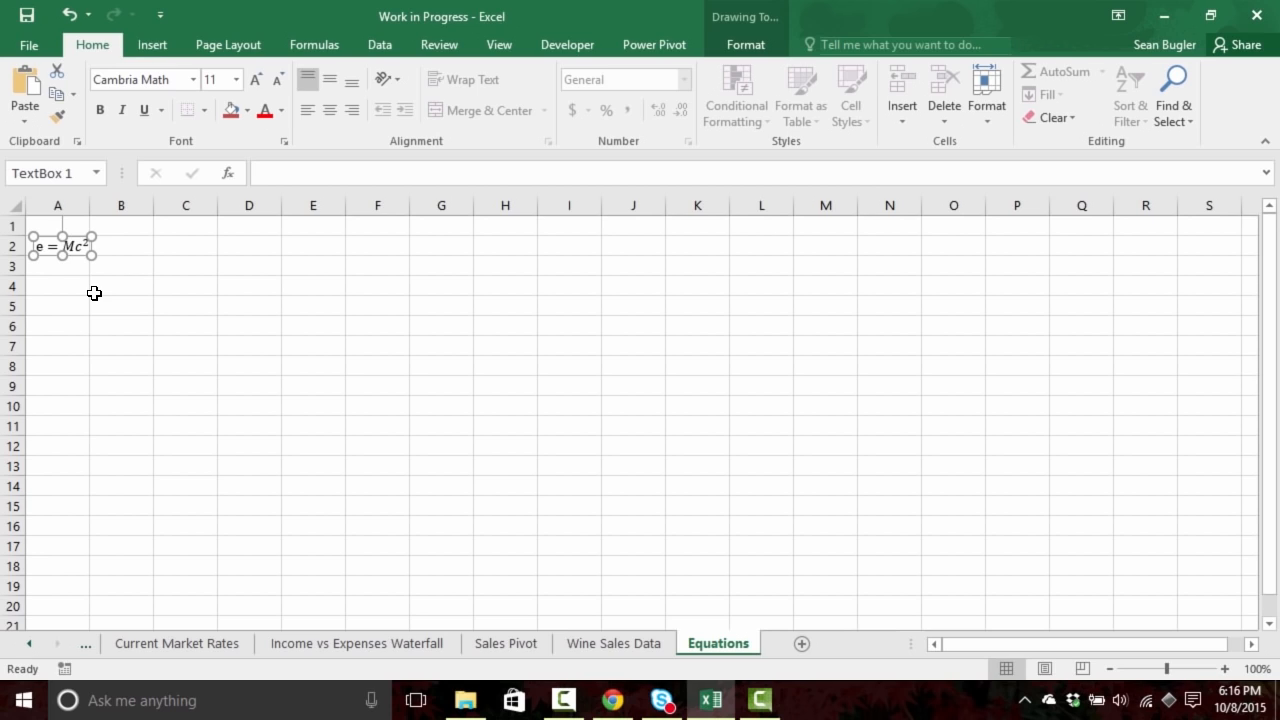 Work in Progress - Excel
Drawing To...
File Home Insert Page Layout Formulas Data Review View Developer Power Pivot Format Tell me what you want to do... Sean Bugler Share
Paste
Clipboard
Cambria Math 11
B I U A
Font
Wrap Text
Merge & Center
Alignment
General
$ % ,
Number
Conditional Formatting
Format as Table
Cell Styles
Styles
Insert Delete Format
Cells
AutoSum
Fill
Clear
Sort & Filter
Find & Select
Editing
TextBox 1 fx
A B C D E F G H I J K L M N O P Q R S
1
2 e = Mc²
3
4
5
6
7
8
9
10
11
12
13
14
15
16
17
18
19
20
21
... Current Market Rates Income vs Expenses Waterfall Sales Pivot Wine Sales Data Equations
Ready 100%
Ask me anything
6:16 PM
10/8/2015